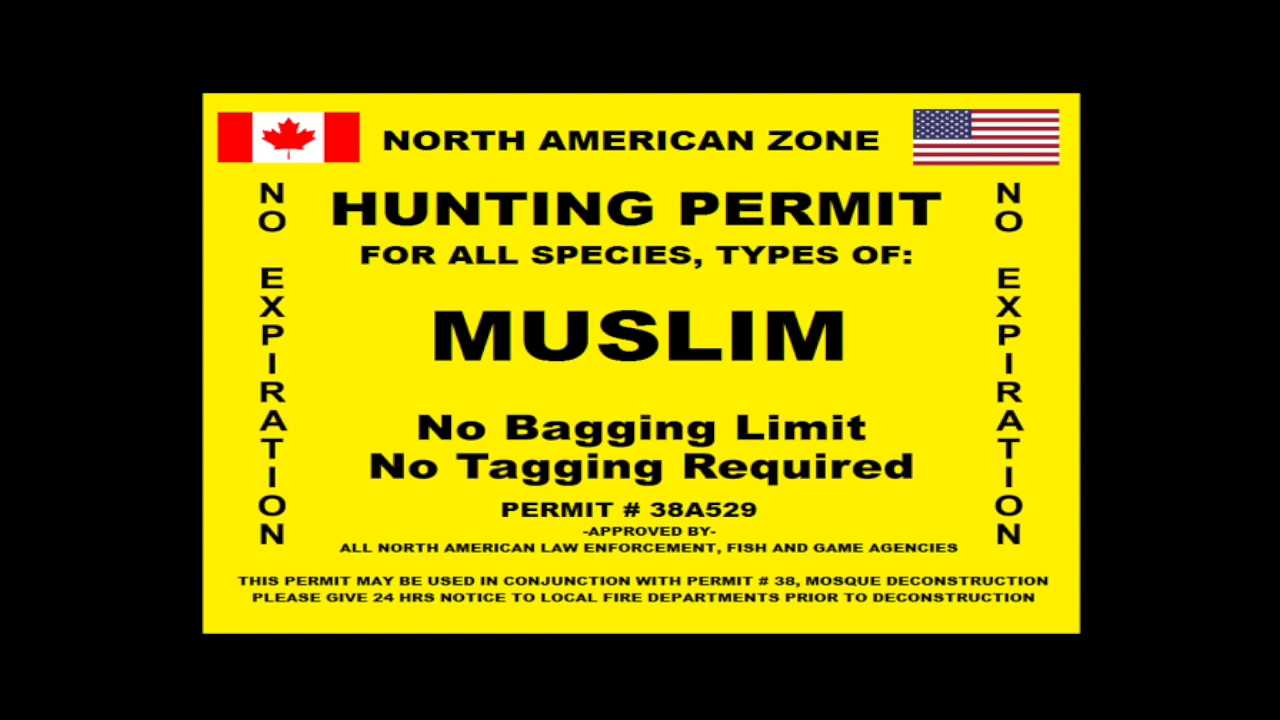 NORTH AMERICAN ZONE
HUNTING PERMIT
FOR ALL SPECIES, TYPES OF:
MUSLIM
No Bagging Limit
No Tagging Required
PERMIT # 38A529
-APPROVED BY-
ALL NORTH AMERICAN LAW ENFORCEMENT, FISH AND GAME AGENCIES
THIS PERMIT MAY BE USED IN CONJUNCTION WITH PERMIT # 38, MOSQUE DECONSTRUCTION
PLEASE GIVE 24 HRS NOTICE TO LOCAL FIRE DEPARTMENTS PRIOR TO DECONSTRUCTION
NO EXPIRATION
NO EXPIRATION